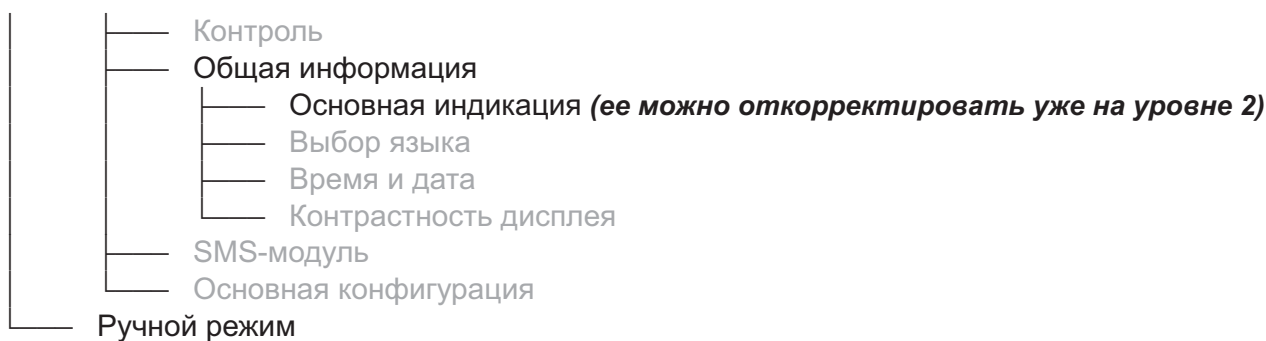 Контроль
Общая информация
Основная индикация (ее можно откорректировать уже на уровне 2)
Выбор языка
Время и дата
Контрастность дисплея
SMS-модуль
Основная конфигурация
Ручной режим